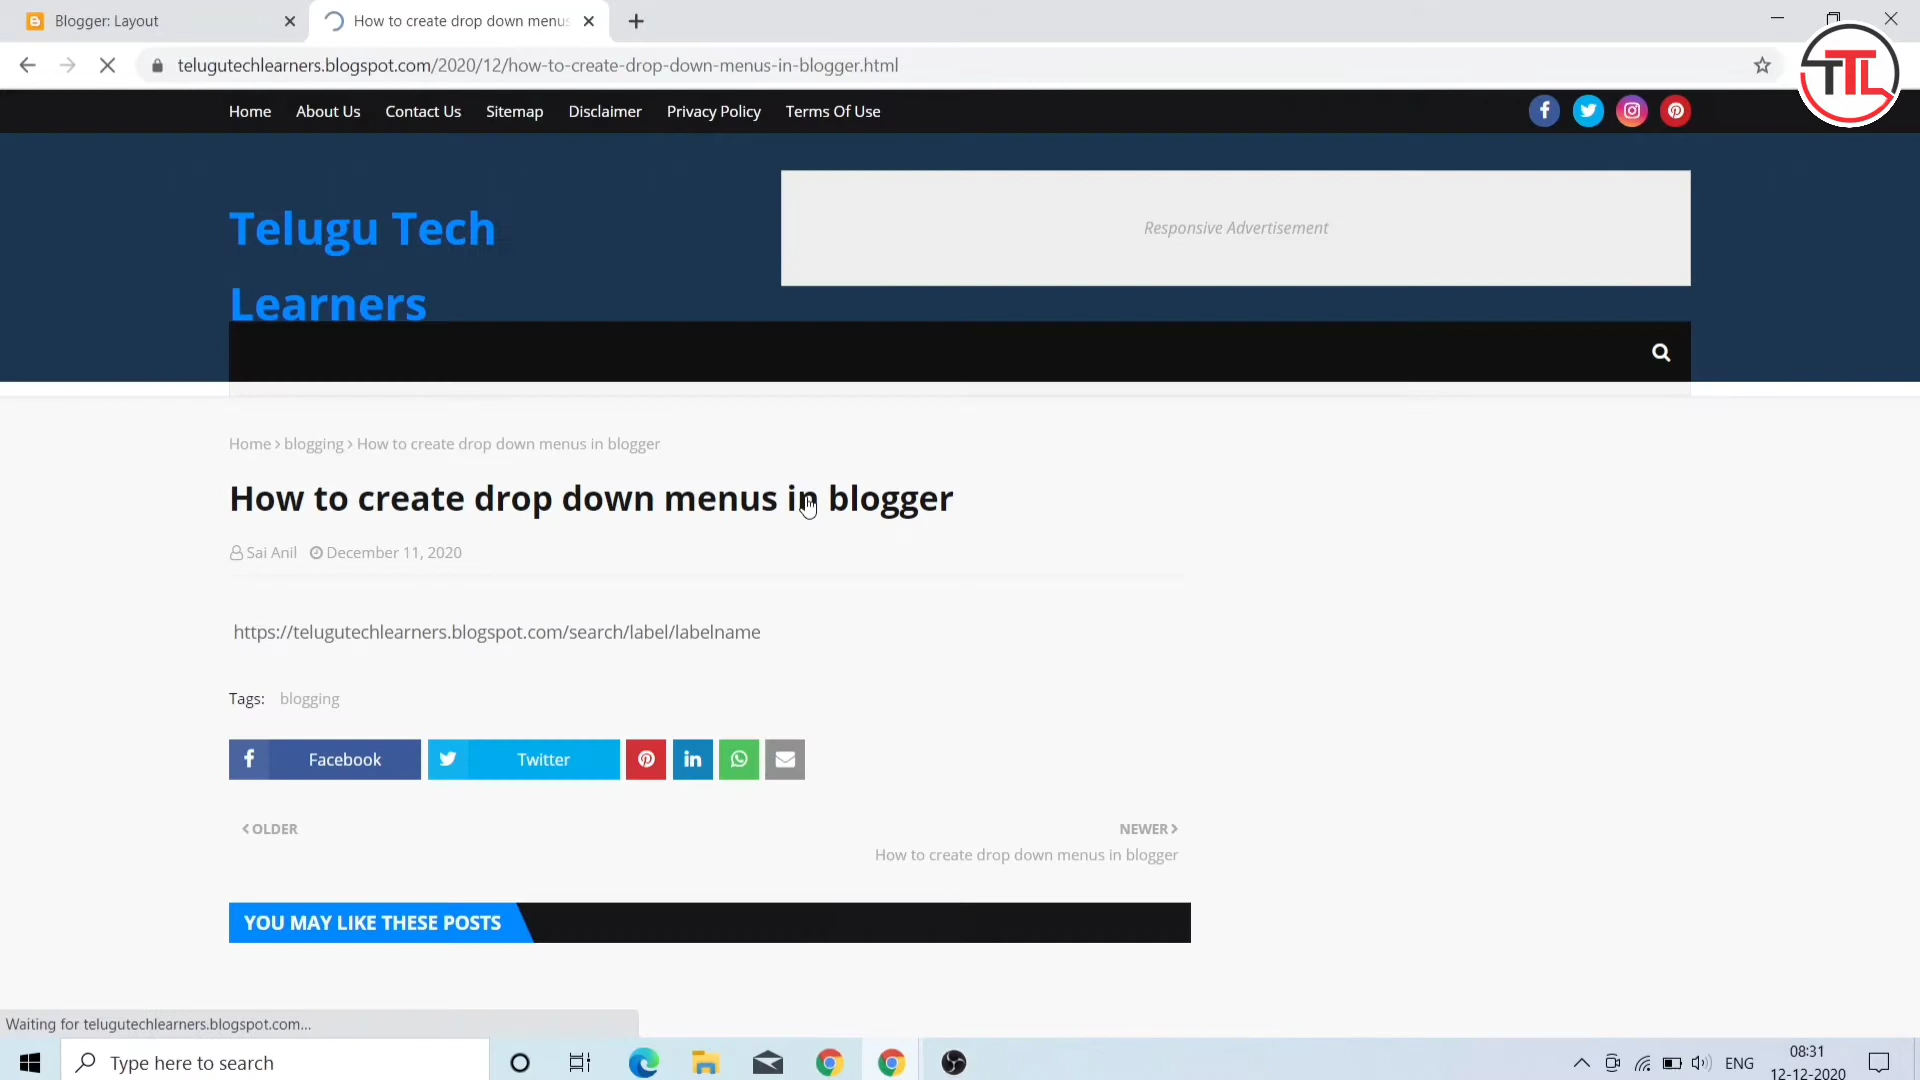 Blogger: Layout
How to create drop down menus
telugutechlearners.blogspot.com/2020/12/how-to-create-drop-down-menus-in-blogger.html
TTL
Home About Us Contact Us Sitemap Disclaimer Privacy Policy Terms Of Use
Telugu Tech
Learners
Responsive Advertisement
Home > blogging > How to create drop down menus in blogger
How to create drop down menus in blogger
Sai Anil December 11, 2020
https://telugutechlearners.blogspot.com/search/label/labelname
Tags: blogging
Facebook Twitter
< OLDER
NEWER >
How to create drop down menus in blogger
YOU MAY LIKE THESE POSTS
Waiting for telugutechlearners.blogspot.com...
Type here to search
ENG
08:31
12-12-2020